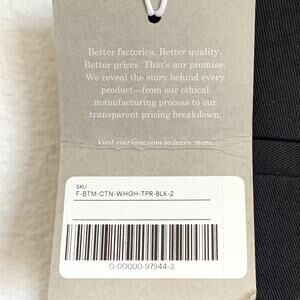 Better factories. Better quality.
Better prices. That's our promise.
We reveal the story behind every
product—from our ethical
manufacturing process to our
transparent pricing breakdown.
Visit everlane.com to learn more.
SKU
F-BTM-CTN-WHGH-TPR-BLK-2
0-00000-97944-3